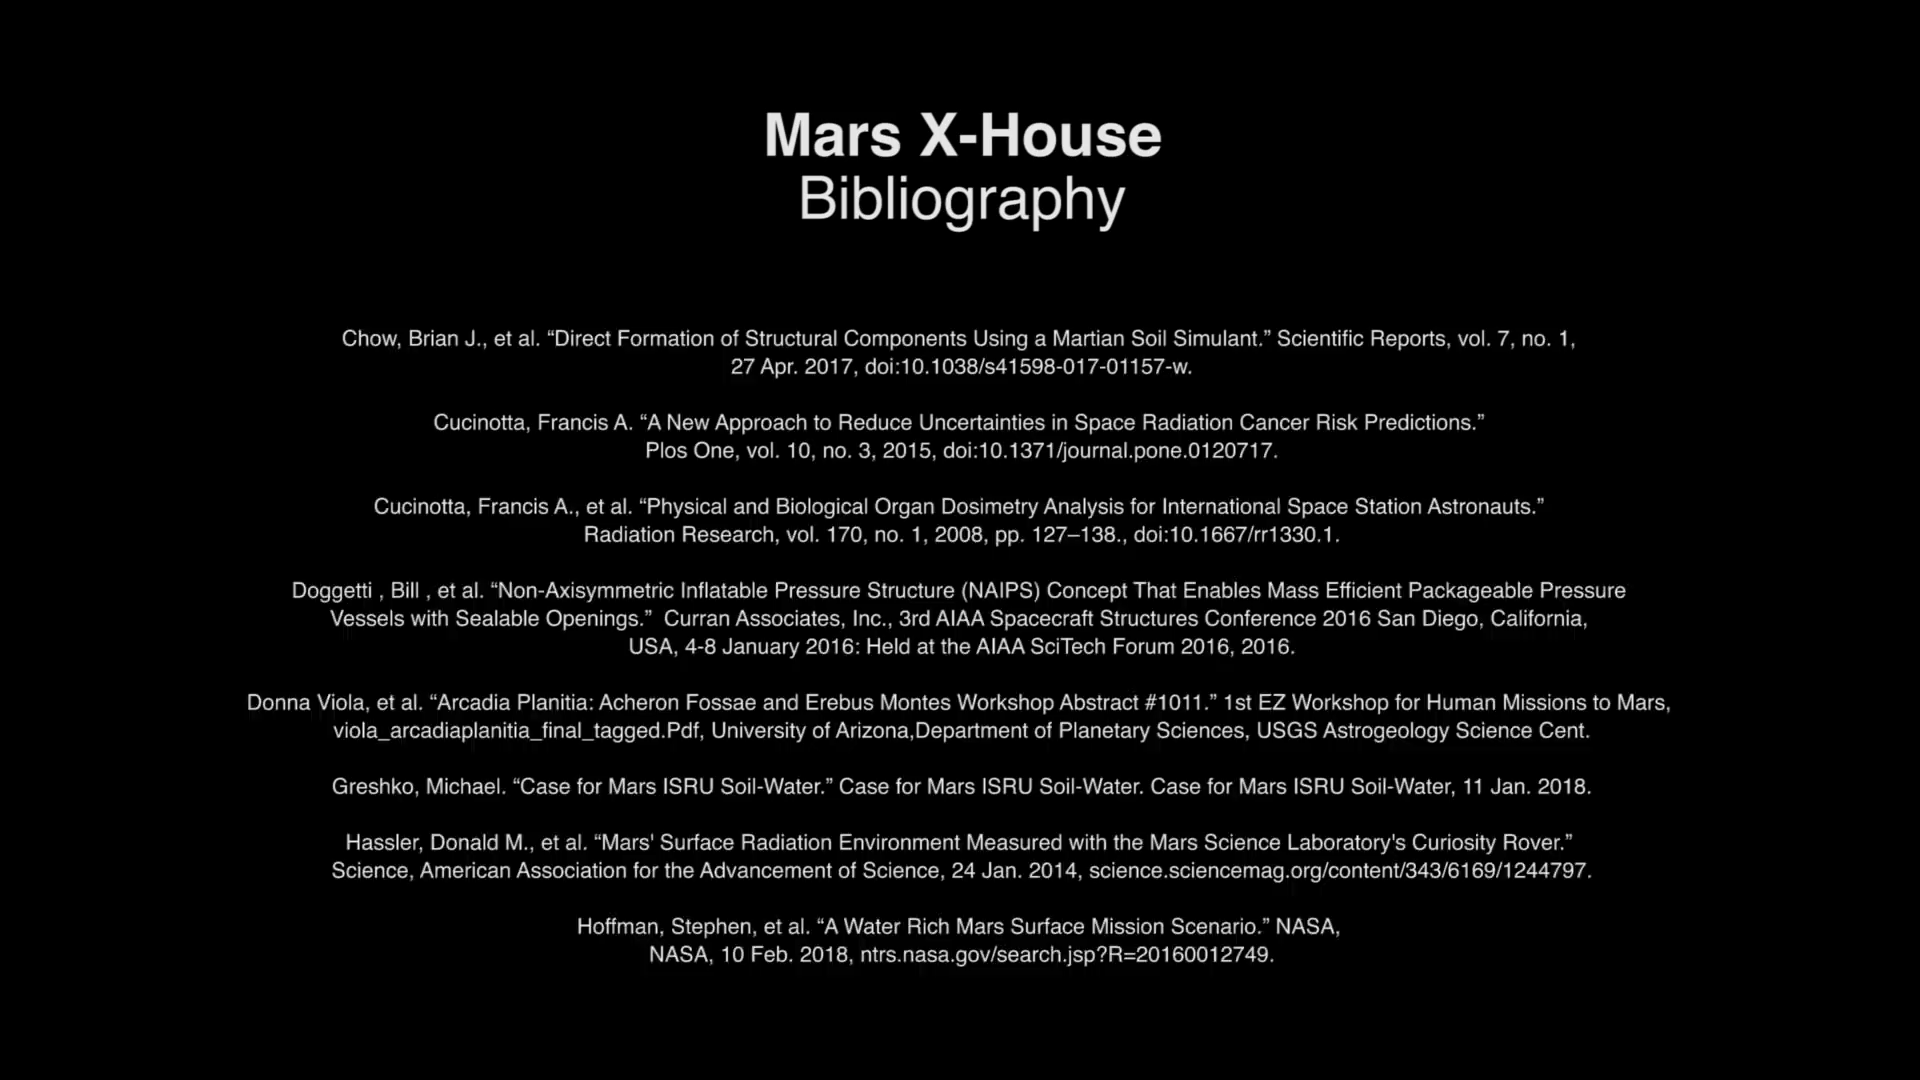 Mars X-House
Bibliography
Chow, Brian J., et al. “Direct Formation of Structural Components Using a Martian Soil Simulant.” Scientific Reports, vol. 7, no. 1,
27 Apr. 2017, doi:10.1038/s41598-017-01157-w.
Cucinotta, Francis A. “A New Approach to Reduce Uncertainties in Space Radiation Cancer Risk Predictions.”
Plos One, vol. 10, no. 3, 2015, doi:10.1371/journal.pone.0120717.
Cucinotta, Francis A., et al. “Physical and Biological Organ Dosimetry Analysis for International Space Station Astronauts.”
Radiation Research, vol. 170, no. 1, 2008, pp. 127–138., doi:10.1667/rr1330.1.
Doggetti , Bill , et al. “Non-Axisymmetric Inflatable Pressure Structure (NAIPS) Concept That Enables Mass Efficient Packageable Pressure
Vessels with Sealable Openings.”  Curran Associates, Inc., 3rd AIAA Spacecraft Structures Conference 2016 San Diego, California,
USA, 4-8 January 2016: Held at the AIAA SciTech Forum 2016, 2016.
Donna Viola, et al. “Arcadia Planitia: Acheron Fossae and Erebus Montes Workshop Abstract #1011.” 1st EZ Workshop for Human Missions to Mars,
viola_arcadiaplanitia_final_tagged.Pdf, University of Arizona,Department of Planetary Sciences, USGS Astrogeology Science Cent.
Greshko, Michael. “Case for Mars ISRU Soil-Water.” Case for Mars ISRU Soil-Water. Case for Mars ISRU Soil-Water, 11 Jan. 2018.
Hassler, Donald M., et al. “Mars' Surface Radiation Environment Measured with the Mars Science Laboratory's Curiosity Rover.”
Science, American Association for the Advancement of Science, 24 Jan. 2014, science.sciencemag.org/content/343/6169/1244797.
Hoffman, Stephen, et al. “A Water Rich Mars Surface Mission Scenario.” NASA,
NASA, 10 Feb. 2018, ntrs.nasa.gov/search.jsp?R=20160012749.